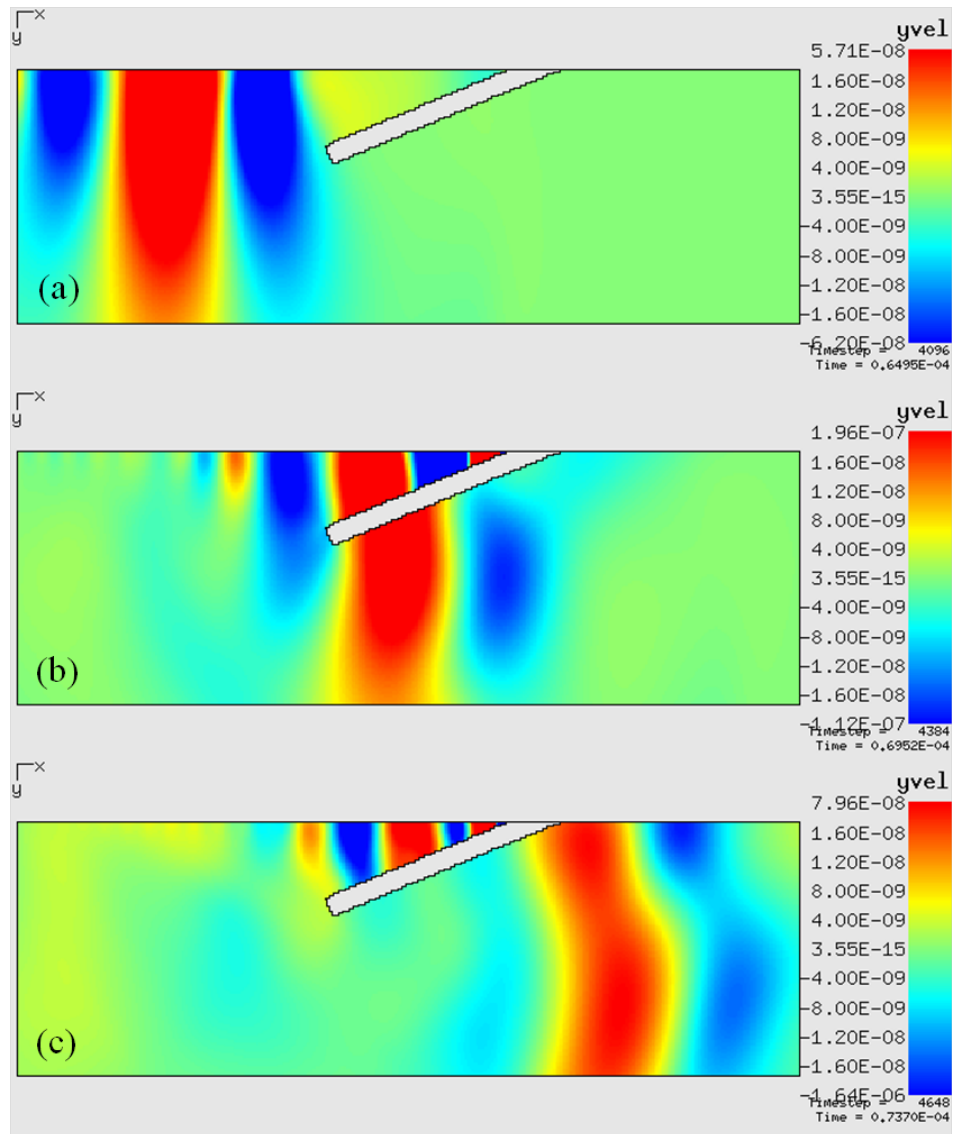 x
y
yvel
5.71E-08
1.60E-08
1.20E-08
8.00E-09
4.00E-09
3.55E-15
-4.00E-09
-8.00E-09
-1.20E-08
-1.60E-08
-6.20E-08
Timestep = 4096
Time = 0.6495E-04
(a)
x
y
yvel
1.96E-07
1.60E-08
1.20E-08
8.00E-09
4.00E-09
3.55E-15
-4.00E-09
-8.00E-09
-1.20E-08
-1.60E-08
-1.12E-07
Timestep = 4384
Time = 0.6952E-04
(b)
x
y
yvel
7.96E-08
1.60E-08
1.20E-08
8.00E-09
4.00E-09
3.55E-15
-4.00E-09
-8.00E-09
-1.20E-08
-1.60E-08
-1.64E-06
Timestep = 4648
Time = 0.7370E-04
(c)